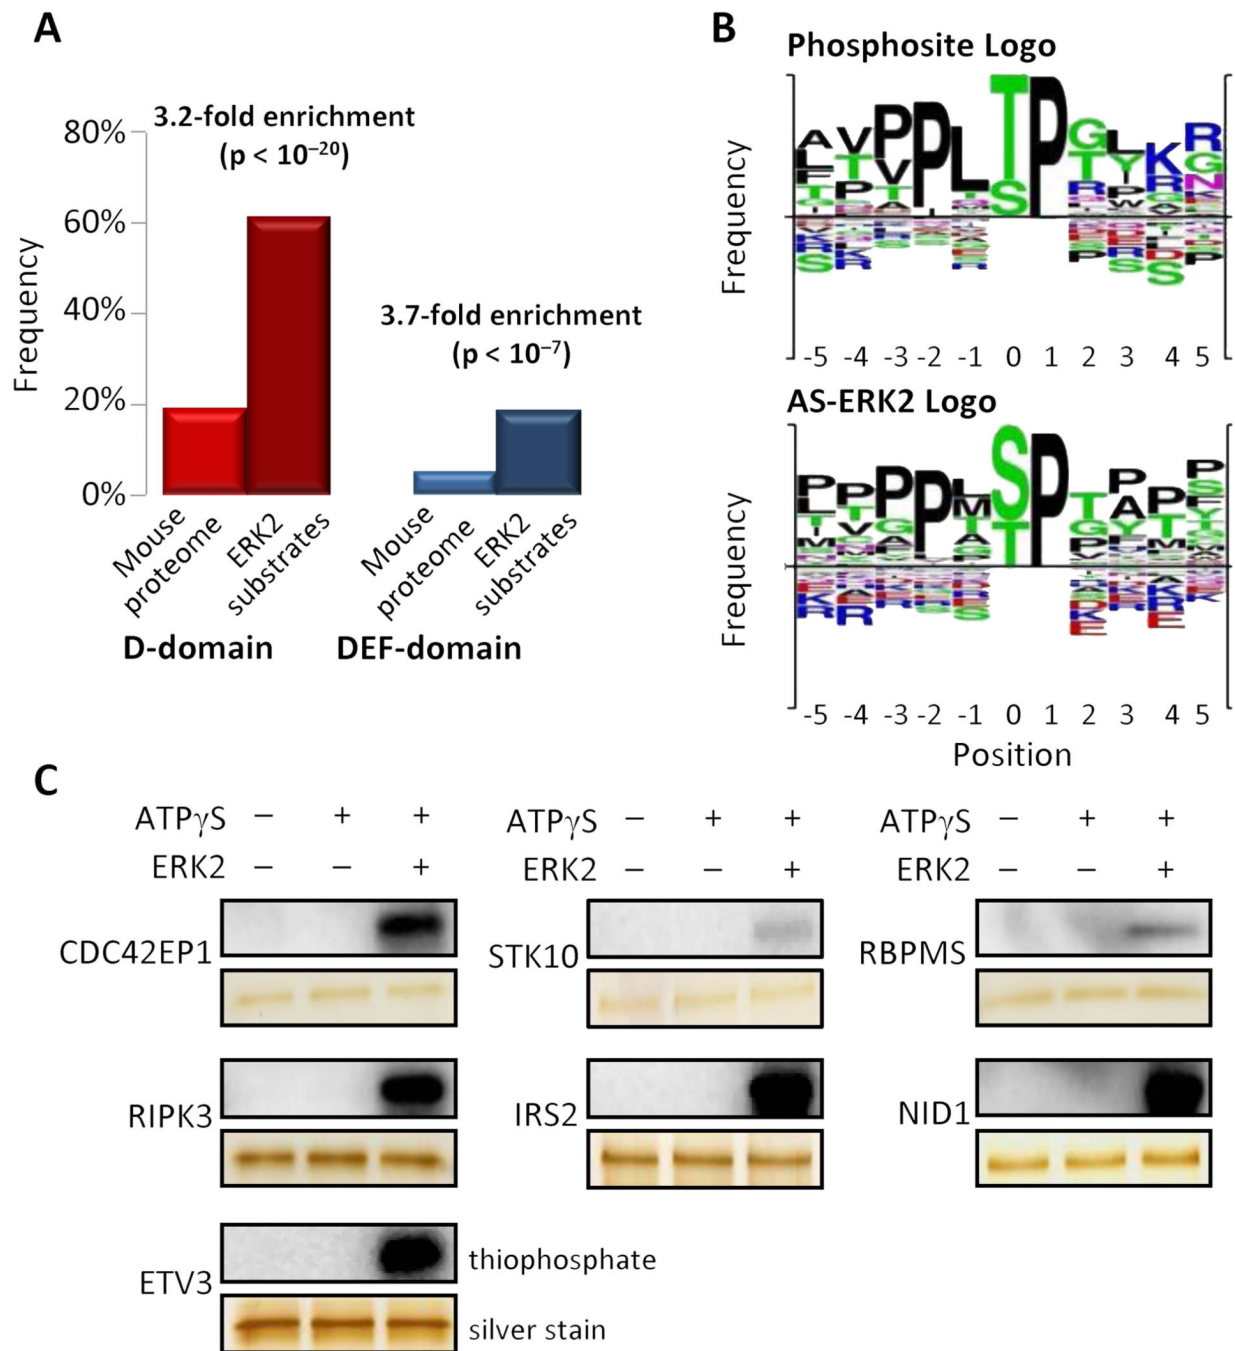 A
3.2-fold enrichment
(p < 10⁻²⁰)
3.7-fold enrichment
(p < 10⁻⁷)
Frequency
80%
60%
40%
20%
0%
Mouse
proteome
ERK2
substrates
Mouse
proteome
ERK2
substrates
D-domain
DEF-domain
B
Phosphosite Logo
Frequency
-5 -4 -3 -2 -1 0 1 2 3 4 5
AS-ERK2 Logo
Frequency
-5 -4 -3 -2 -1 0 1 2 3 4 5
Position
C
ATPγS – + +
ERK2 – – +
CDC42EP1
RIPK3
ETV3
thiophosphate
silver stain
ATPγS – + +
ERK2 – – +
STK10
IRS2
ATPγS – + +
ERK2 – – +
RBPMS
NID1